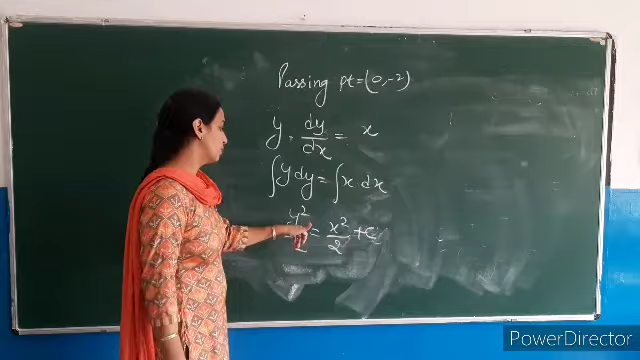 Passing pt=(0,-2)
y. dy/dx = x
∫y dy = ∫x.dx
y²/2 = x²/2 + c
PowerDirector